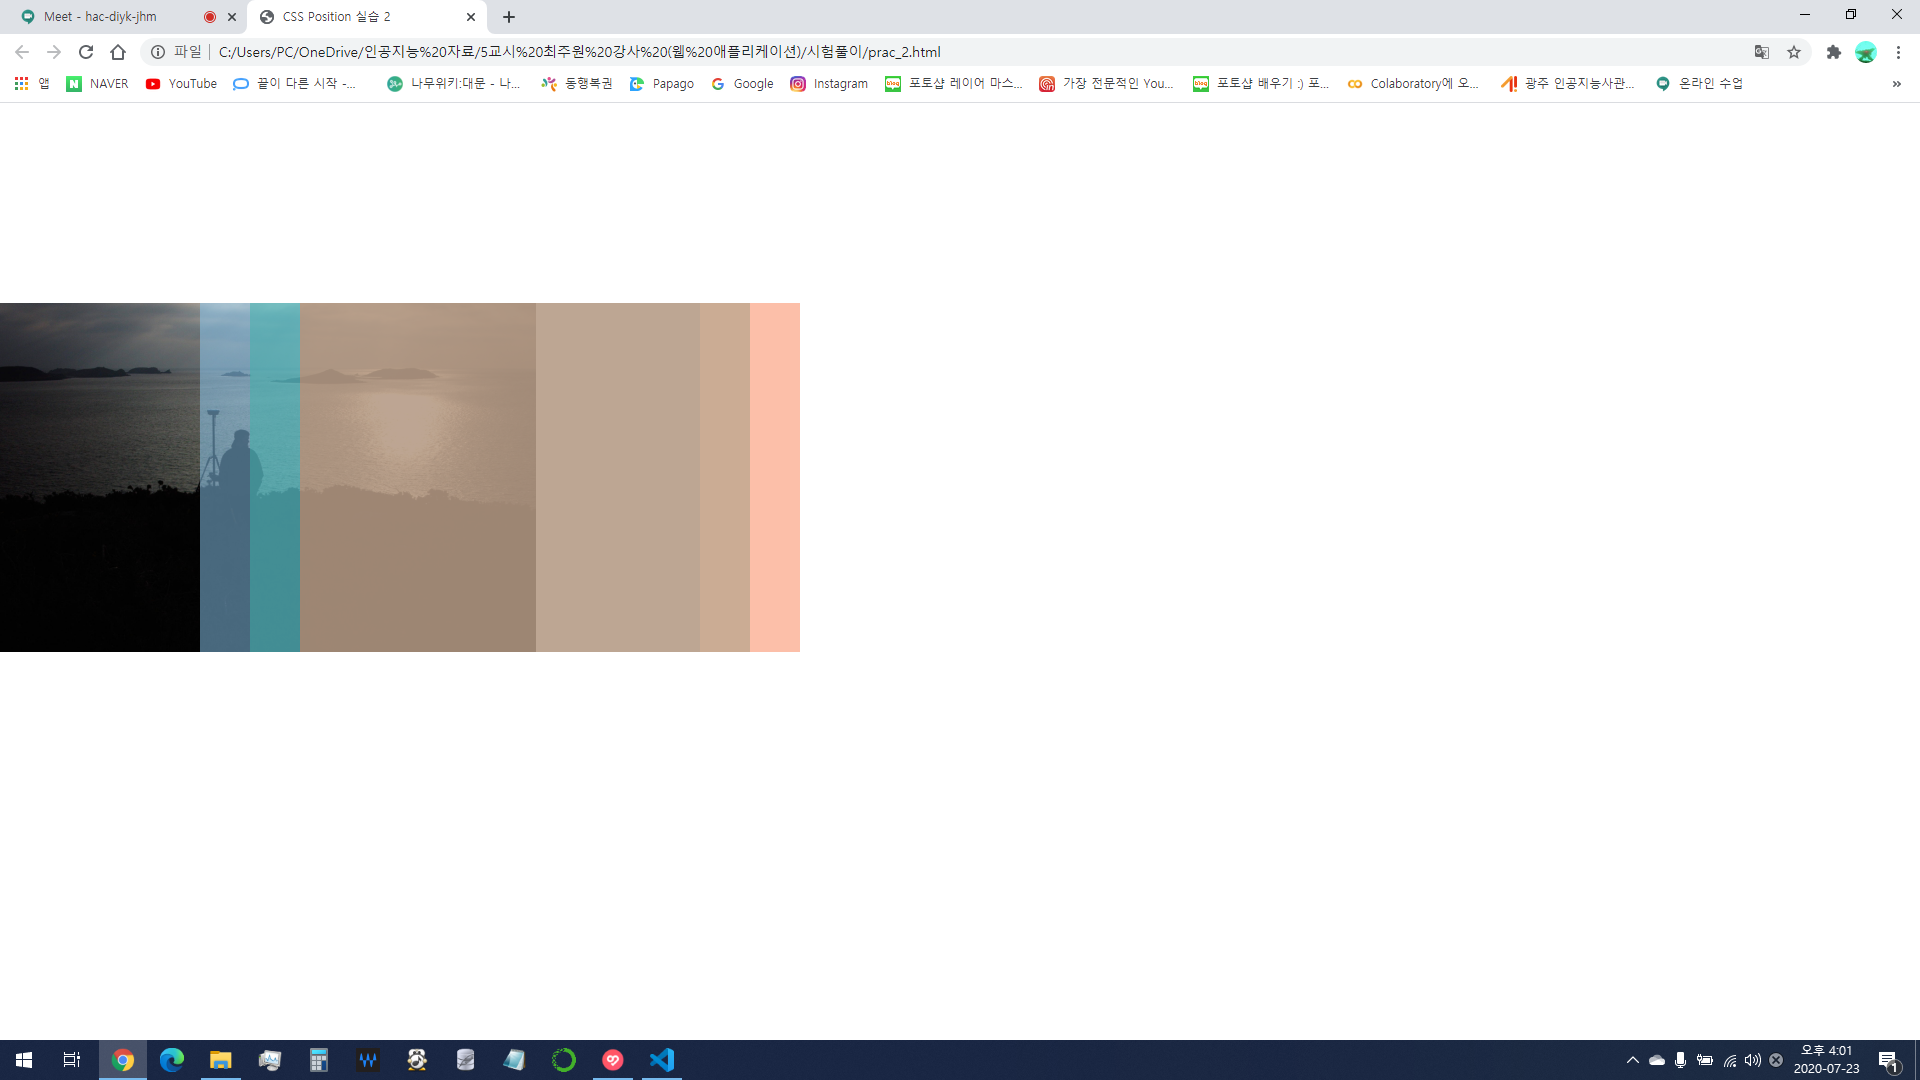 Meet - hac-diyk-jhm
CSS Position 실습 2
파일 C:/Users/PC/OneDrive/인공지능%20자료/5교시%20최주원%20강사%20(웹%20애플리케이션)/시험풀이/prac_2.html
앱 NAVER YouTube 끝이 다른 시작 -... 나무위키:대문 - 나... 동행복권 Papago Google Instagram 포토샵 레이어 마스... 가장 전문적인 You... 포토샵 배우기 :) 포... Colaboratory에 오... 광주 인공지능사관... 온라인 수업 »
오후 4:01
2020-07-23
1